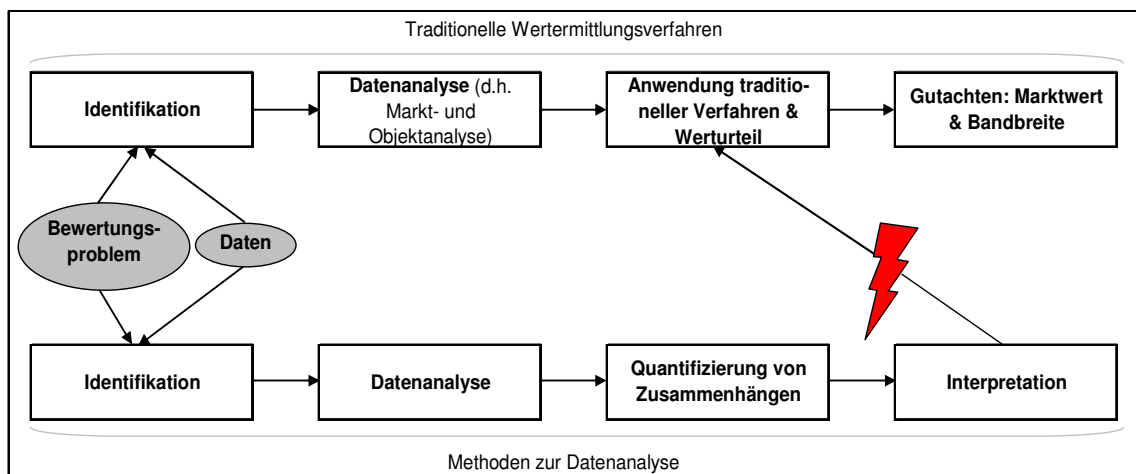 Traditionelle Wertermittlungsverfahren
Identifikation
Datenanalyse (d.h.
Markt- und
Objektanalyse)
Anwendung traditio-
neller Verfahren &
Werturteil
Gutachten: Marktwert
& Bandbreite
Bewertungs-
problem
Daten
Identifikation
Datenanalyse
Quantifizierung von
Zusammenhängen
Interpretation
Methoden zur Datenanalyse